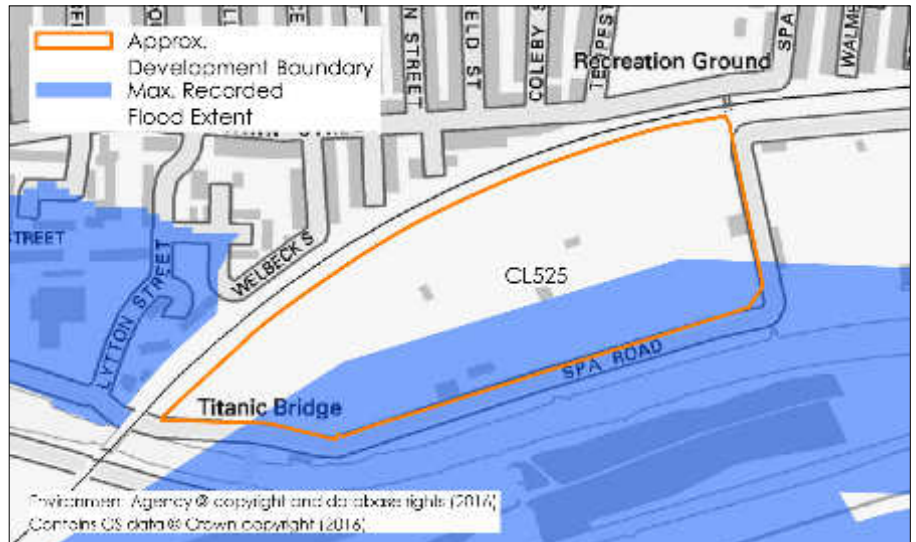 Approx.
Development Boundary
Max. Recorded
Flood Extent
STREET
COLEBY S
SPA
WALM
Recreation Ground
STREET
LYTTON STREET
WELBECK S
CL525
SPA ROAD
Titanic Bridge
Environment Agency © copyright and database rights (2016)
Contains OS data © Crown copyright (2016)